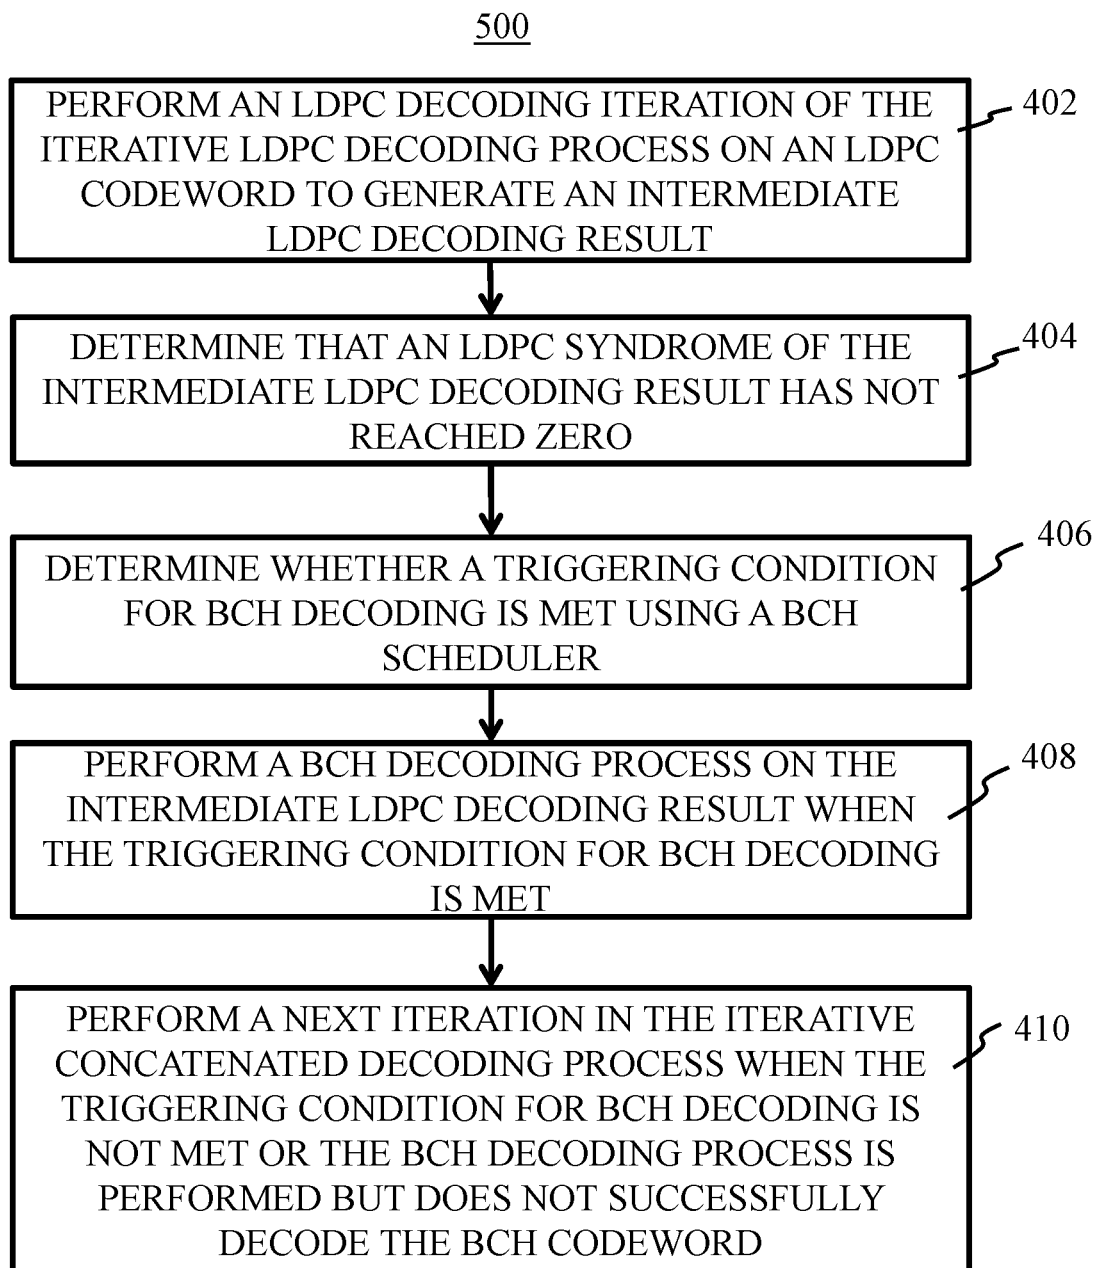 500
PERFORM AN LDPC DECODING ITERATION OF THE
ITERATIVE LDPC DECODING PROCESS ON AN LDPC
CODEWORD TO GENERATE AN INTERMEDIATE
LDPC DECODING RESULT
402
DETERMINE THAT AN LDPC SYNDROME OF THE
INTERMEDIATE LDPC DECODING RESULT HAS NOT
REACHED ZERO
404
DETERMINE WHETHER A TRIGGERING CONDITION
FOR BCH DECODING IS MET USING A BCH
SCHEDULER
406
PERFORM A BCH DECODING PROCESS ON THE
INTERMEDIATE LDPC DECODING RESULT WHEN
THE TRIGGERING CONDITION FOR BCH DECODING
IS MET
408
PERFORM A NEXT ITERATION IN THE ITERATIVE
CONCATENATED DECODING PROCESS WHEN THE
TRIGGERING CONDITION FOR BCH DECODING IS
NOT MET OR THE BCH DECODING PROCESS IS
PERFORMED BUT DOES NOT SUCCESSFULLY
DECODE THE BCH CODEWORD
410